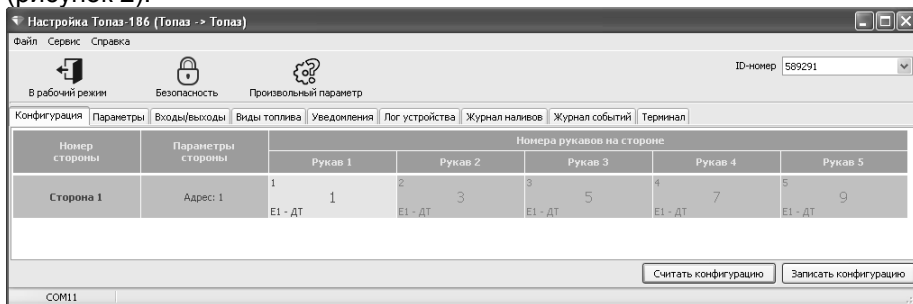 (рисунок 2).
Настройка Топаз-186 (Топаз -> Топаз)
Файл Сервис Справка
В рабочий режим Безопасность Произвольный параметр ID-номер 589291
Конфигурация Параметры Входы/выходы Виды топлива Уведомления Лог устройства Журнал наливов Журнал событий Терминал
Номер стороны Параметры стороны Номера рукавов на стороне
Рукав 1 Рукав 2 Рукав 3 Рукав 4 Рукав 5
1 2 3 4 5
Сторона 1 Адрес: 1 1 3 5 7 9
Е1 - ДТ Е1 - ДТ Е1 - ДТ Е1 - ДТ Е1 - ДТ
Считать конфигурацию Записать конфигурацию
COM11